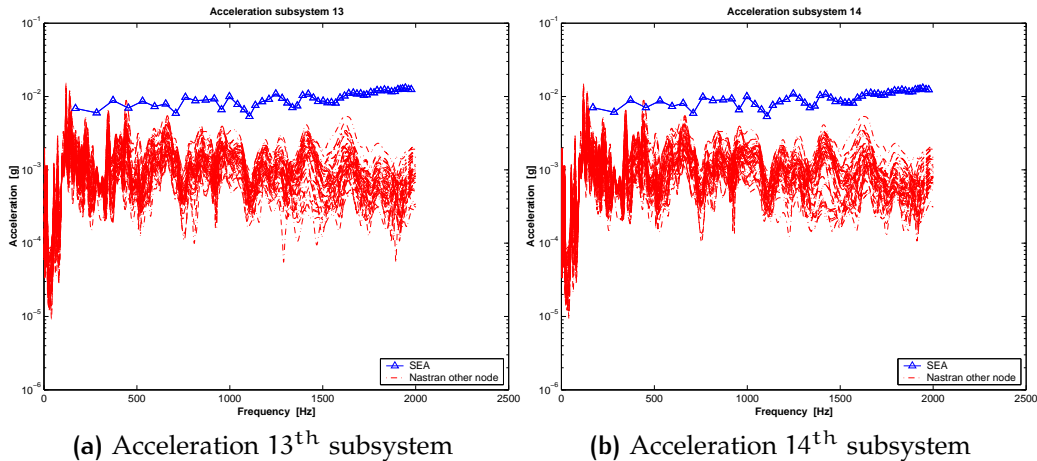 Acceleration subsystem 13
10⁻¹
10⁻²
10⁻³
10⁻⁴
10⁻⁵
10⁻⁶
Acceleration [g]
0 500 1000 1500 2000 2500
Frequency [Hz]
SEA
Nastran other node
(a) Acceleration 13ᵗʰ subsystem
Acceleration subsystem 14
10⁻¹
10⁻²
10⁻³
10⁻⁴
10⁻⁵
10⁻⁶
Acceleration [g]
0 500 1000 1500 2000 2500
Frequency [Hz]
SEA
Nastran other node
(b) Acceleration 14ᵗʰ subsystem